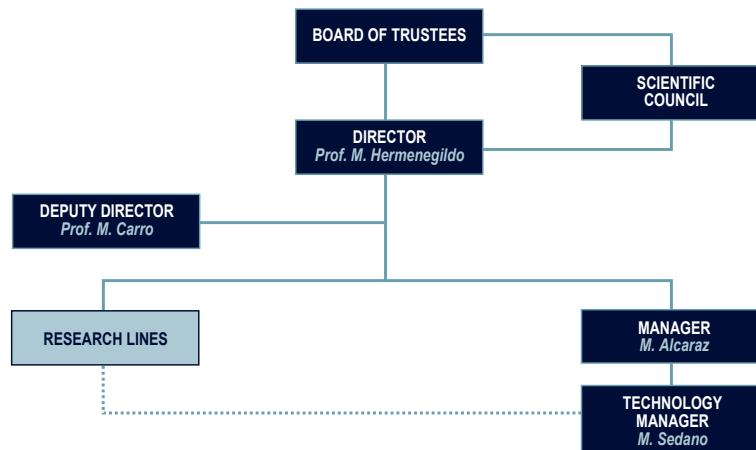 BOARD OF TRUSTEES
SCIENTIFIC
COUNCIL
DIRECTOR
Prof. M. Hermenegildo
DEPUTY DIRECTOR
Prof. M. Carro
RESEARCH LINES
MANAGER
M. Alcaraz
TECHNOLOGY
MANAGER
M. Sedano